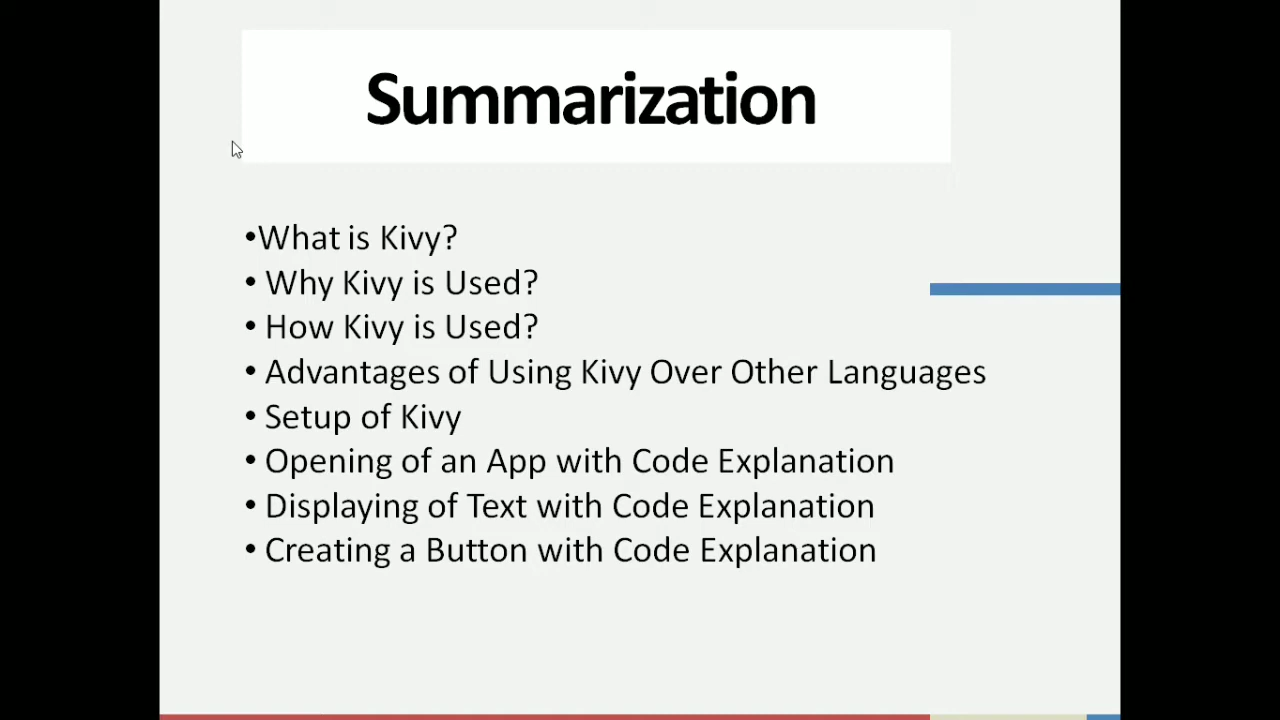 Summarization
•What is Kivy?
• Why Kivy is Used?
• How Kivy is Used?
• Advantages of Using Kivy Over Other Languages
• Setup of Kivy
• Opening of an App with Code Explanation
• Displaying of Text with Code Explanation
• Creating a Button with Code Explanation